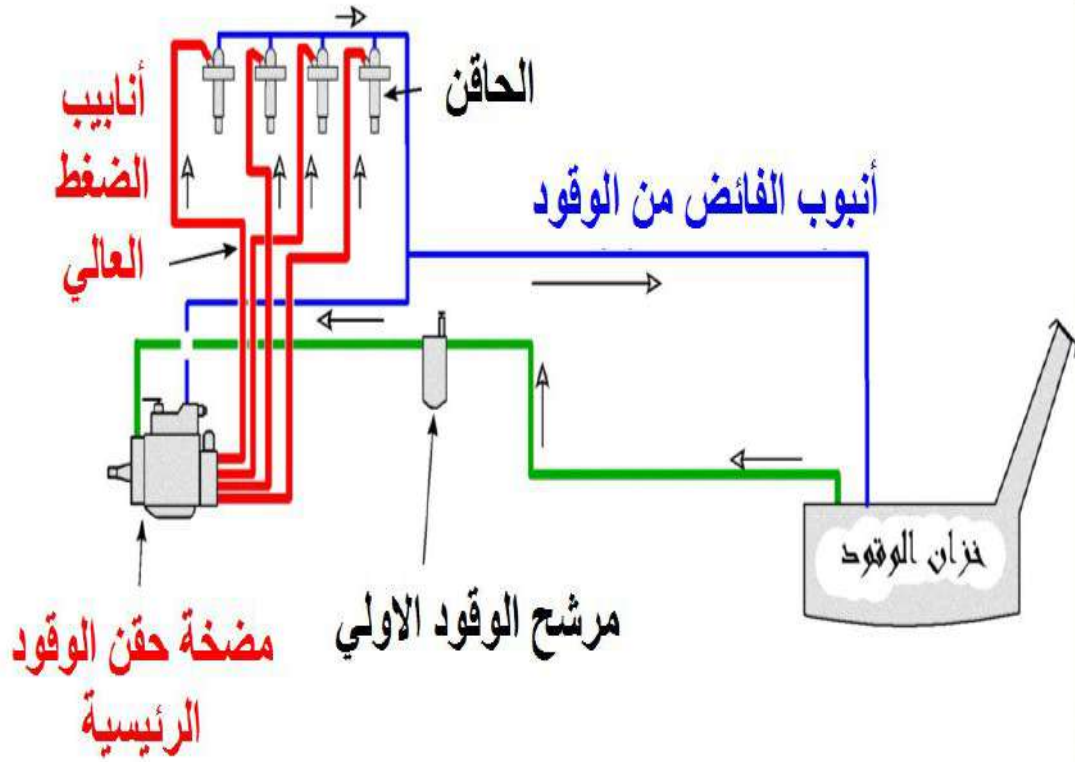 الحاقن
أنابيب
الضغط
العالي
أنبوب الفائض من الوقود
خزان الوقود
مرشح الوقود الاولي
مضخة حقن الوقود
الرئيسية